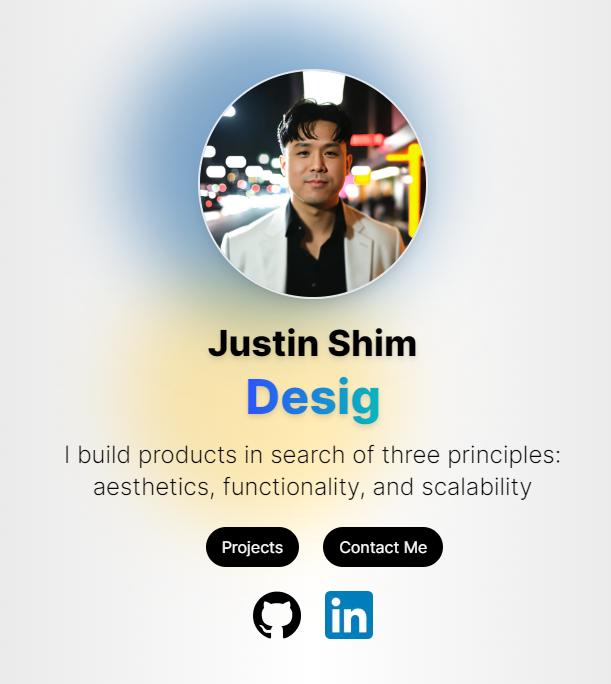 Justin Shim
Desig
I build products in search of three principles:
aesthetics, functionality, and scalability
Projects
Contact Me
in